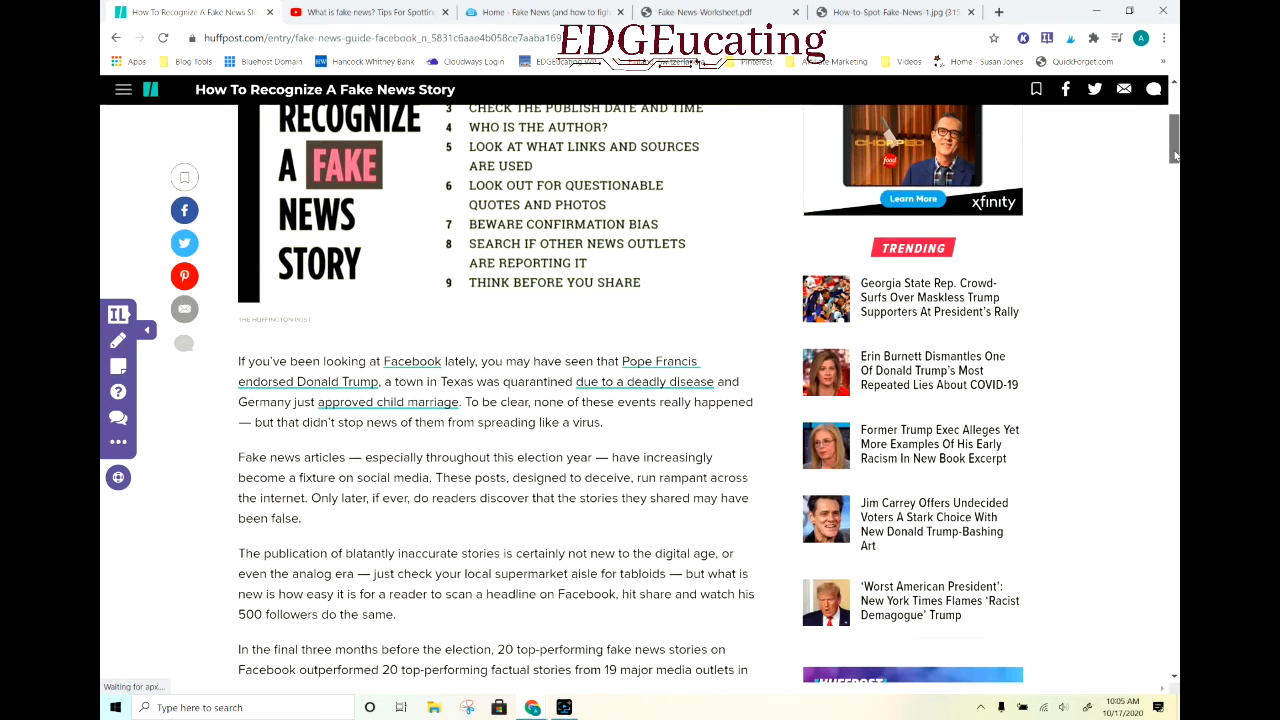 How To Recognize A Fake News St
What is fake news? Tips For Spotting
Home | Fake News (and how to figh
Fake-News-Worksheet.pdf
How-to-Spot-Fake-News-1.jpg (315
huffpost.com/entry/fake-news-guide-facebook_n_5831c6aae4b058ce7aaba169
EDGEucating
Apps
Blog Tools
Bluehost Domain
Hancock Whitney Bank
Cloudways Login
Pinterest
Videos
Home – Susan Jones
QuickForget.com
How To Recognize A Fake News Story
RECOGNIZE
A FAKE
NEWS
STORY
3 CHECK THE PUBLISH DATE AND TIME
4 WHO IS THE AUTHOR?
5 LOOK AT WHAT LINKS AND SOURCES
ARE USED
6 LOOK OUT FOR QUESTIONABLE
QUOTES AND PHOTOS
7 BEWARE CONFIRMATION BIAS
8 SEARCH IF OTHER NEWS OUTLETS
ARE REPORTING IT
9 THINK BEFORE YOU SHARE
THE HUFFINGTON POST
If you've been looking at Facebook lately, you may have seen that Pope Francis
endorsed Donald Trump, a town in Texas was quarantined due to a deadly disease and
Germany just approved child marriage. To be clear, none of these events really happened
— but that didn't stop news of them from spreading like a virus.
Fake news articles — especially throughout this election year — have increasingly
become a fixture on social media. These posts, designed to deceive, run rampant across
the internet. Only later, if ever, do readers discover that the stories they shared may have
been false.
The publication of blatantly inaccurate stories is certainly not new to the digital age, or
even the analog era — just check your local supermarket aisle for tabloids — but what is
new is how easy it is for a reader to scan a headline on Facebook, hit share and watch his
500 followers do the same.
In the final three months before the election, 20 top-performing fake news stories on
Facebook outperformed 20 top-performing factual stories from 19 major media outlets in
CHOPPED
food
Learn More
xfinity
TRENDING
Georgia State Rep. Crowd-
Surfs Over Maskless Trump
Supporters At President's Rally
Erin Burnett Dismantles One
Of Donald Trump's Most
Repeated Lies About COVID-19
Former Trump Exec Alleges Yet
More Examples Of His Early
Racism In New Book Excerpt
Jim Carrey Offers Undecided
Voters A Stark Choice With
New Donald Trump-Bashing
Art
'Worst American President':
New York Times Flames 'Racist
Demagogue' Trump
HUFFPOST
IL
Waiting for apx...
Type here to search
10:05 AM
10/17/2020